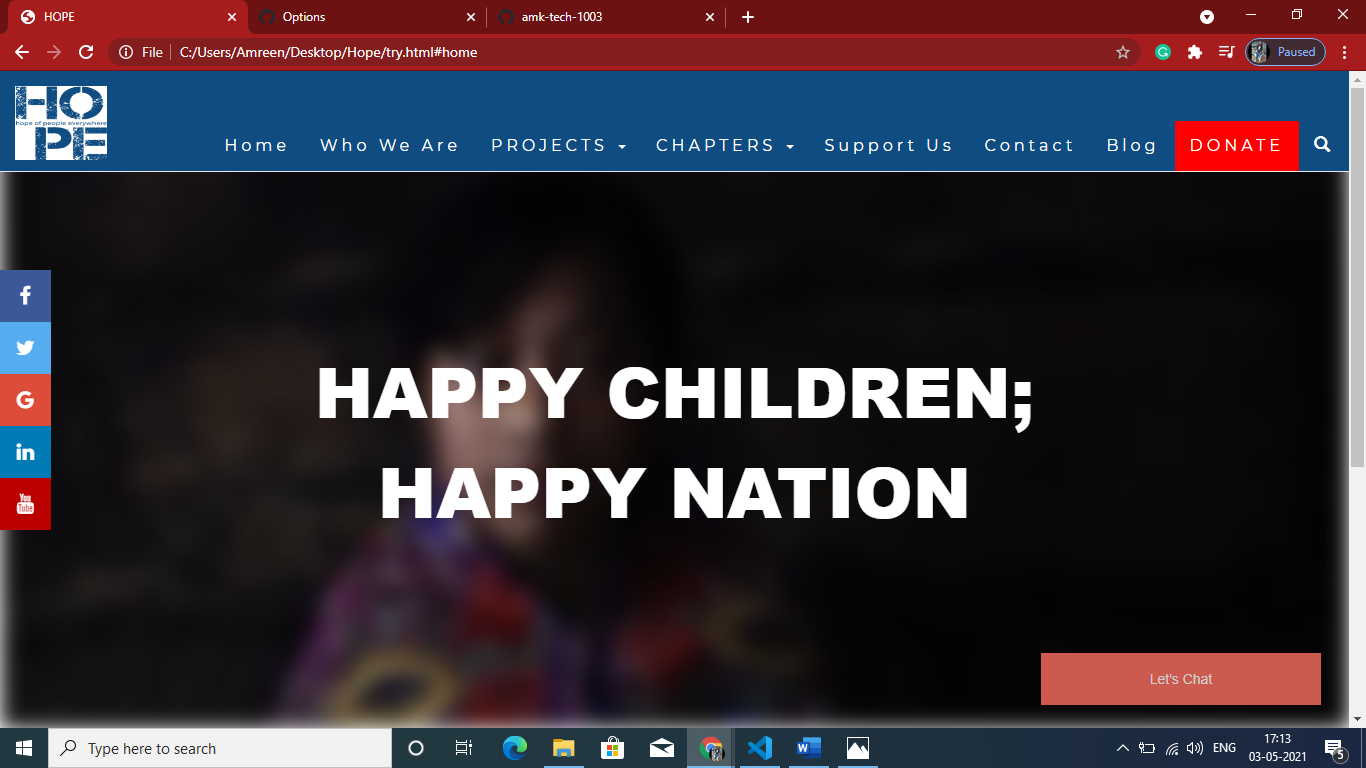 HOPE
Options
amk-tech-1003
File
C:/Users/Amreen/Desktop/Hope/try.html#home
Paused
HO
hope of people everywhere
PE
Home Who We Are PROJECTS CHAPTERS Support Us Contact Blog DONATE
You
Tube
HAPPY CHILDREN;
HAPPY NATION
Let's Chat
Type here to search
ENG
17:13
03-05-2021
5